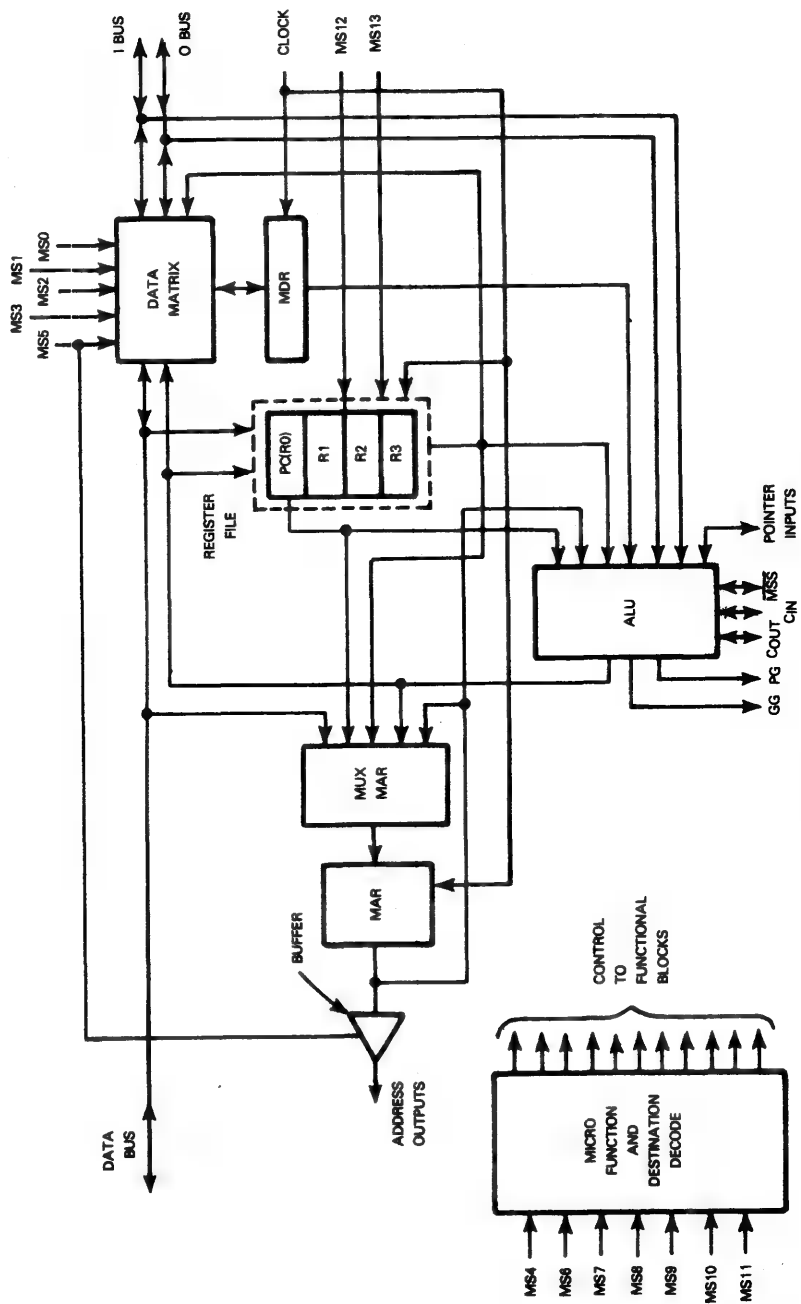 I BUS
O BUS
CLOCK
MS12
MS13
MS3
MS1
MS5
MS2
MS0
DATA
MATRIX
MDR
REGISTER
FILE
PC(R0)
R1
R2
R3
MUX
MAR
MAR
BUFFER
ALU
GG
PG
COUT
CIN
MSS
POINTER
INPUTS
DATA
BUS
ADDRESS
OUTPUTS
MICRO
FUNCTION
AND
DESTINATION
DECODE
MS4
MS6
MS7
MS8
MS9
MS10
MS11
CONTROL
TO
FUNCTIONAL
BLOCKS